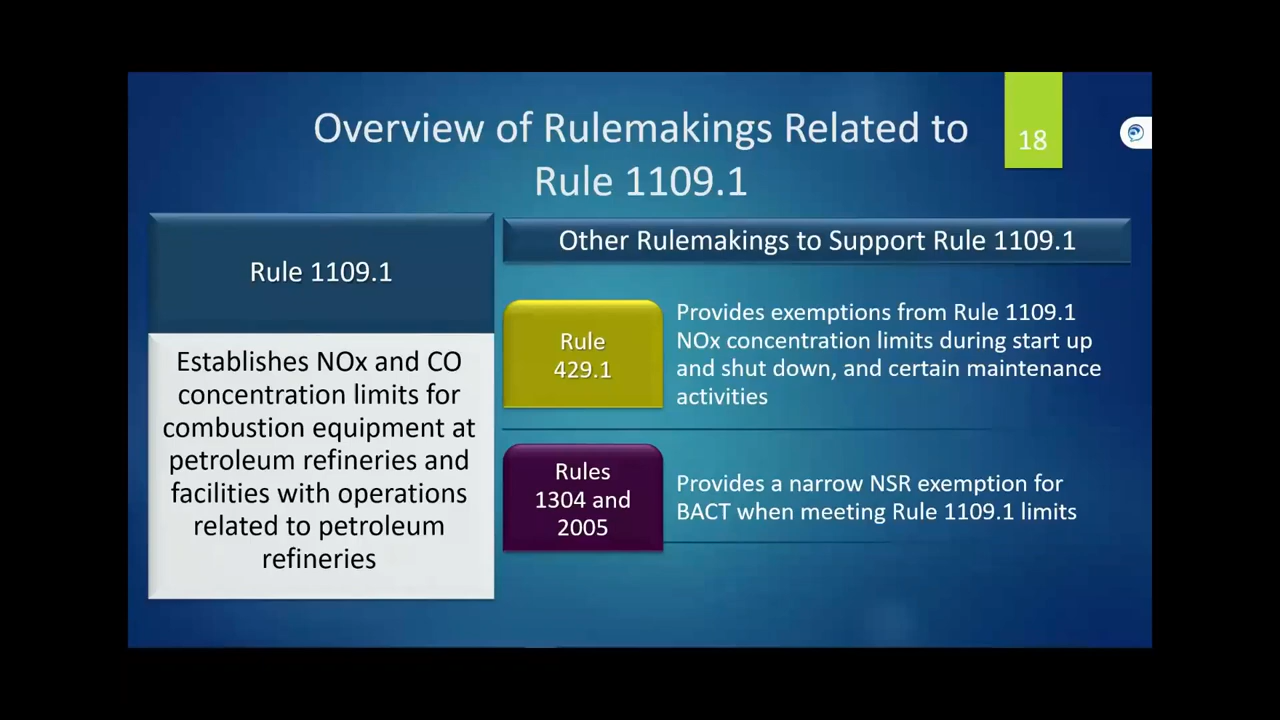 Overview of Rulemakings Related to
Rule 1109.1
18
Rule 1109.1
Establishes NOx and CO
concentration limits for
combustion equipment at
petroleum refineries and
facilities with operations
related to petroleum
refineries
Other Rulemakings to Support Rule 1109.1
Rule
429.1
Provides exemptions from Rule 1109.1
NOx concentration limits during start up
and shut down, and certain maintenance
activities
Rules
1304 and
2005
Provides a narrow NSR exemption for
BACT when meeting Rule 1109.1 limits